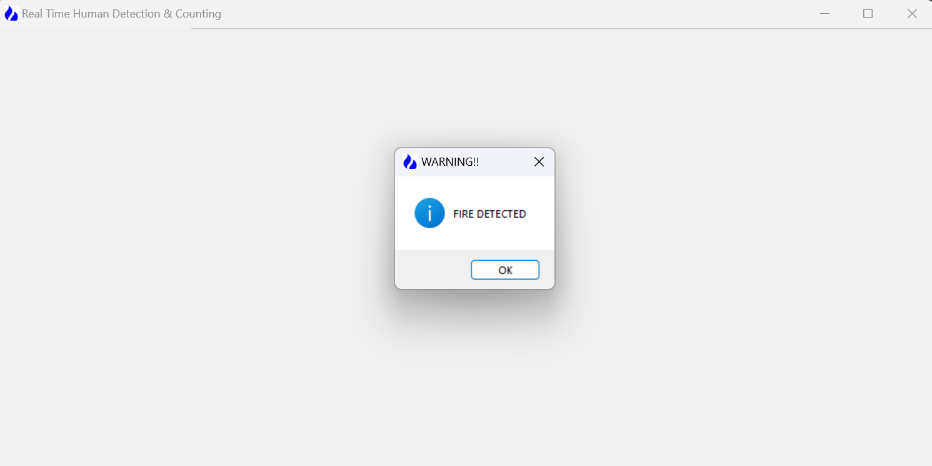 Real Time Human Detection & Counting
WARNING!!
FIRE DETECTED
OK